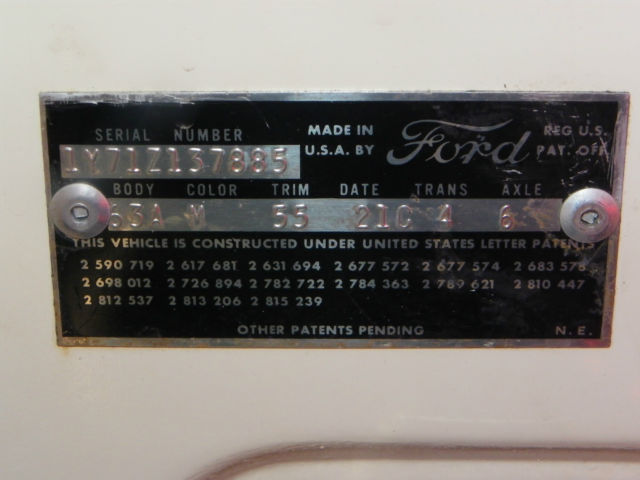 SERIAL NUMBER
MADE IN
U.S.A. BY
Ford
REG U.S.
PAT. OFF.
1Y71Z137885
BODY COLOR TRIM DATE TRANS AXLE
63A M 55 21C 4 6
THIS VEHICLE IS CONSTRUCTED UNDER UNITED STATES LETTER PATENTS
2 590 719 2 617 681 2 631 694 2 677 572 2 677 574 2 683 578
2 698 012 2 726 894 2 782 722 2 784 363 2 789 621 2 810 447
2 812 537 2 813 206 2 815 239
OTHER PATENTS PENDING
N. E.